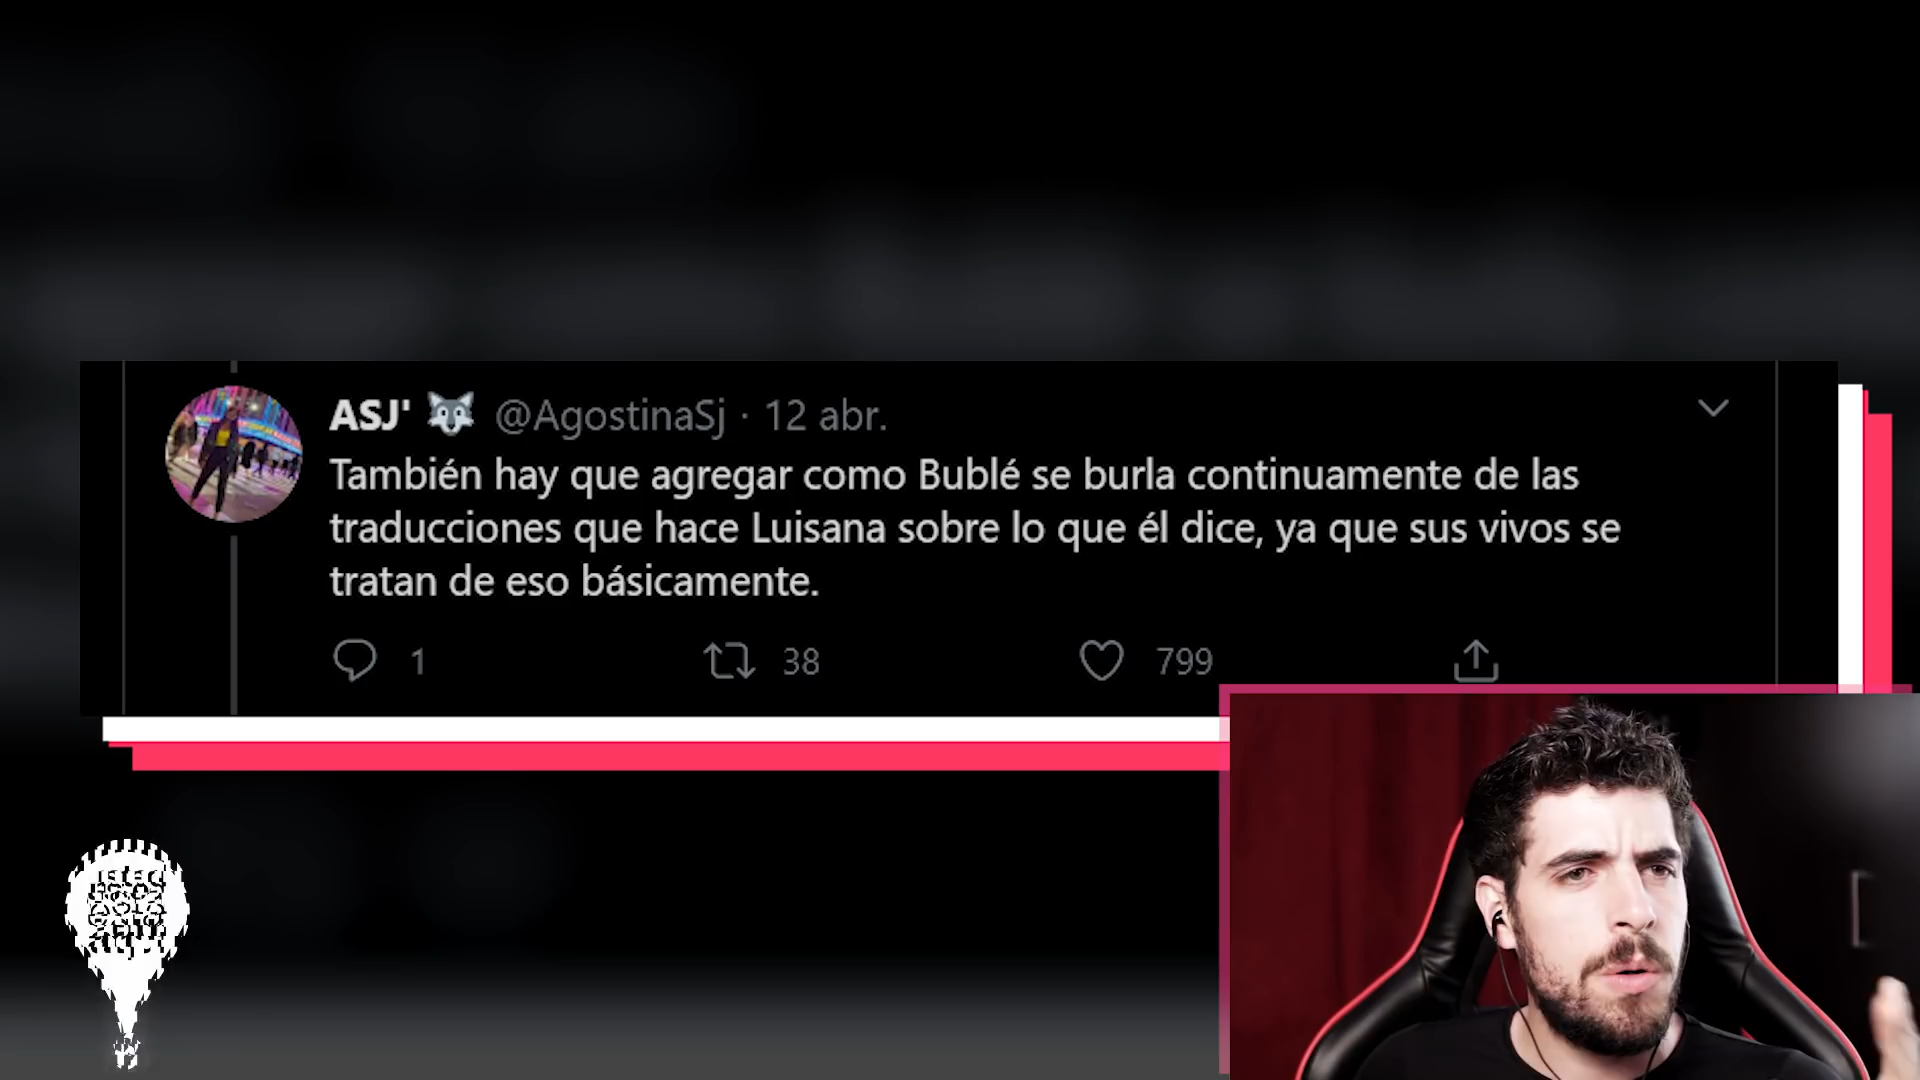 ASJ' 🐺 @AgostinaSj · 12 abr.
También hay que agregar como Bublé se burla continuamente de las
traducciones que hace Luisana sobre lo que él dice, ya que sus vivos se
tratan de eso básicamente.
1 38 799